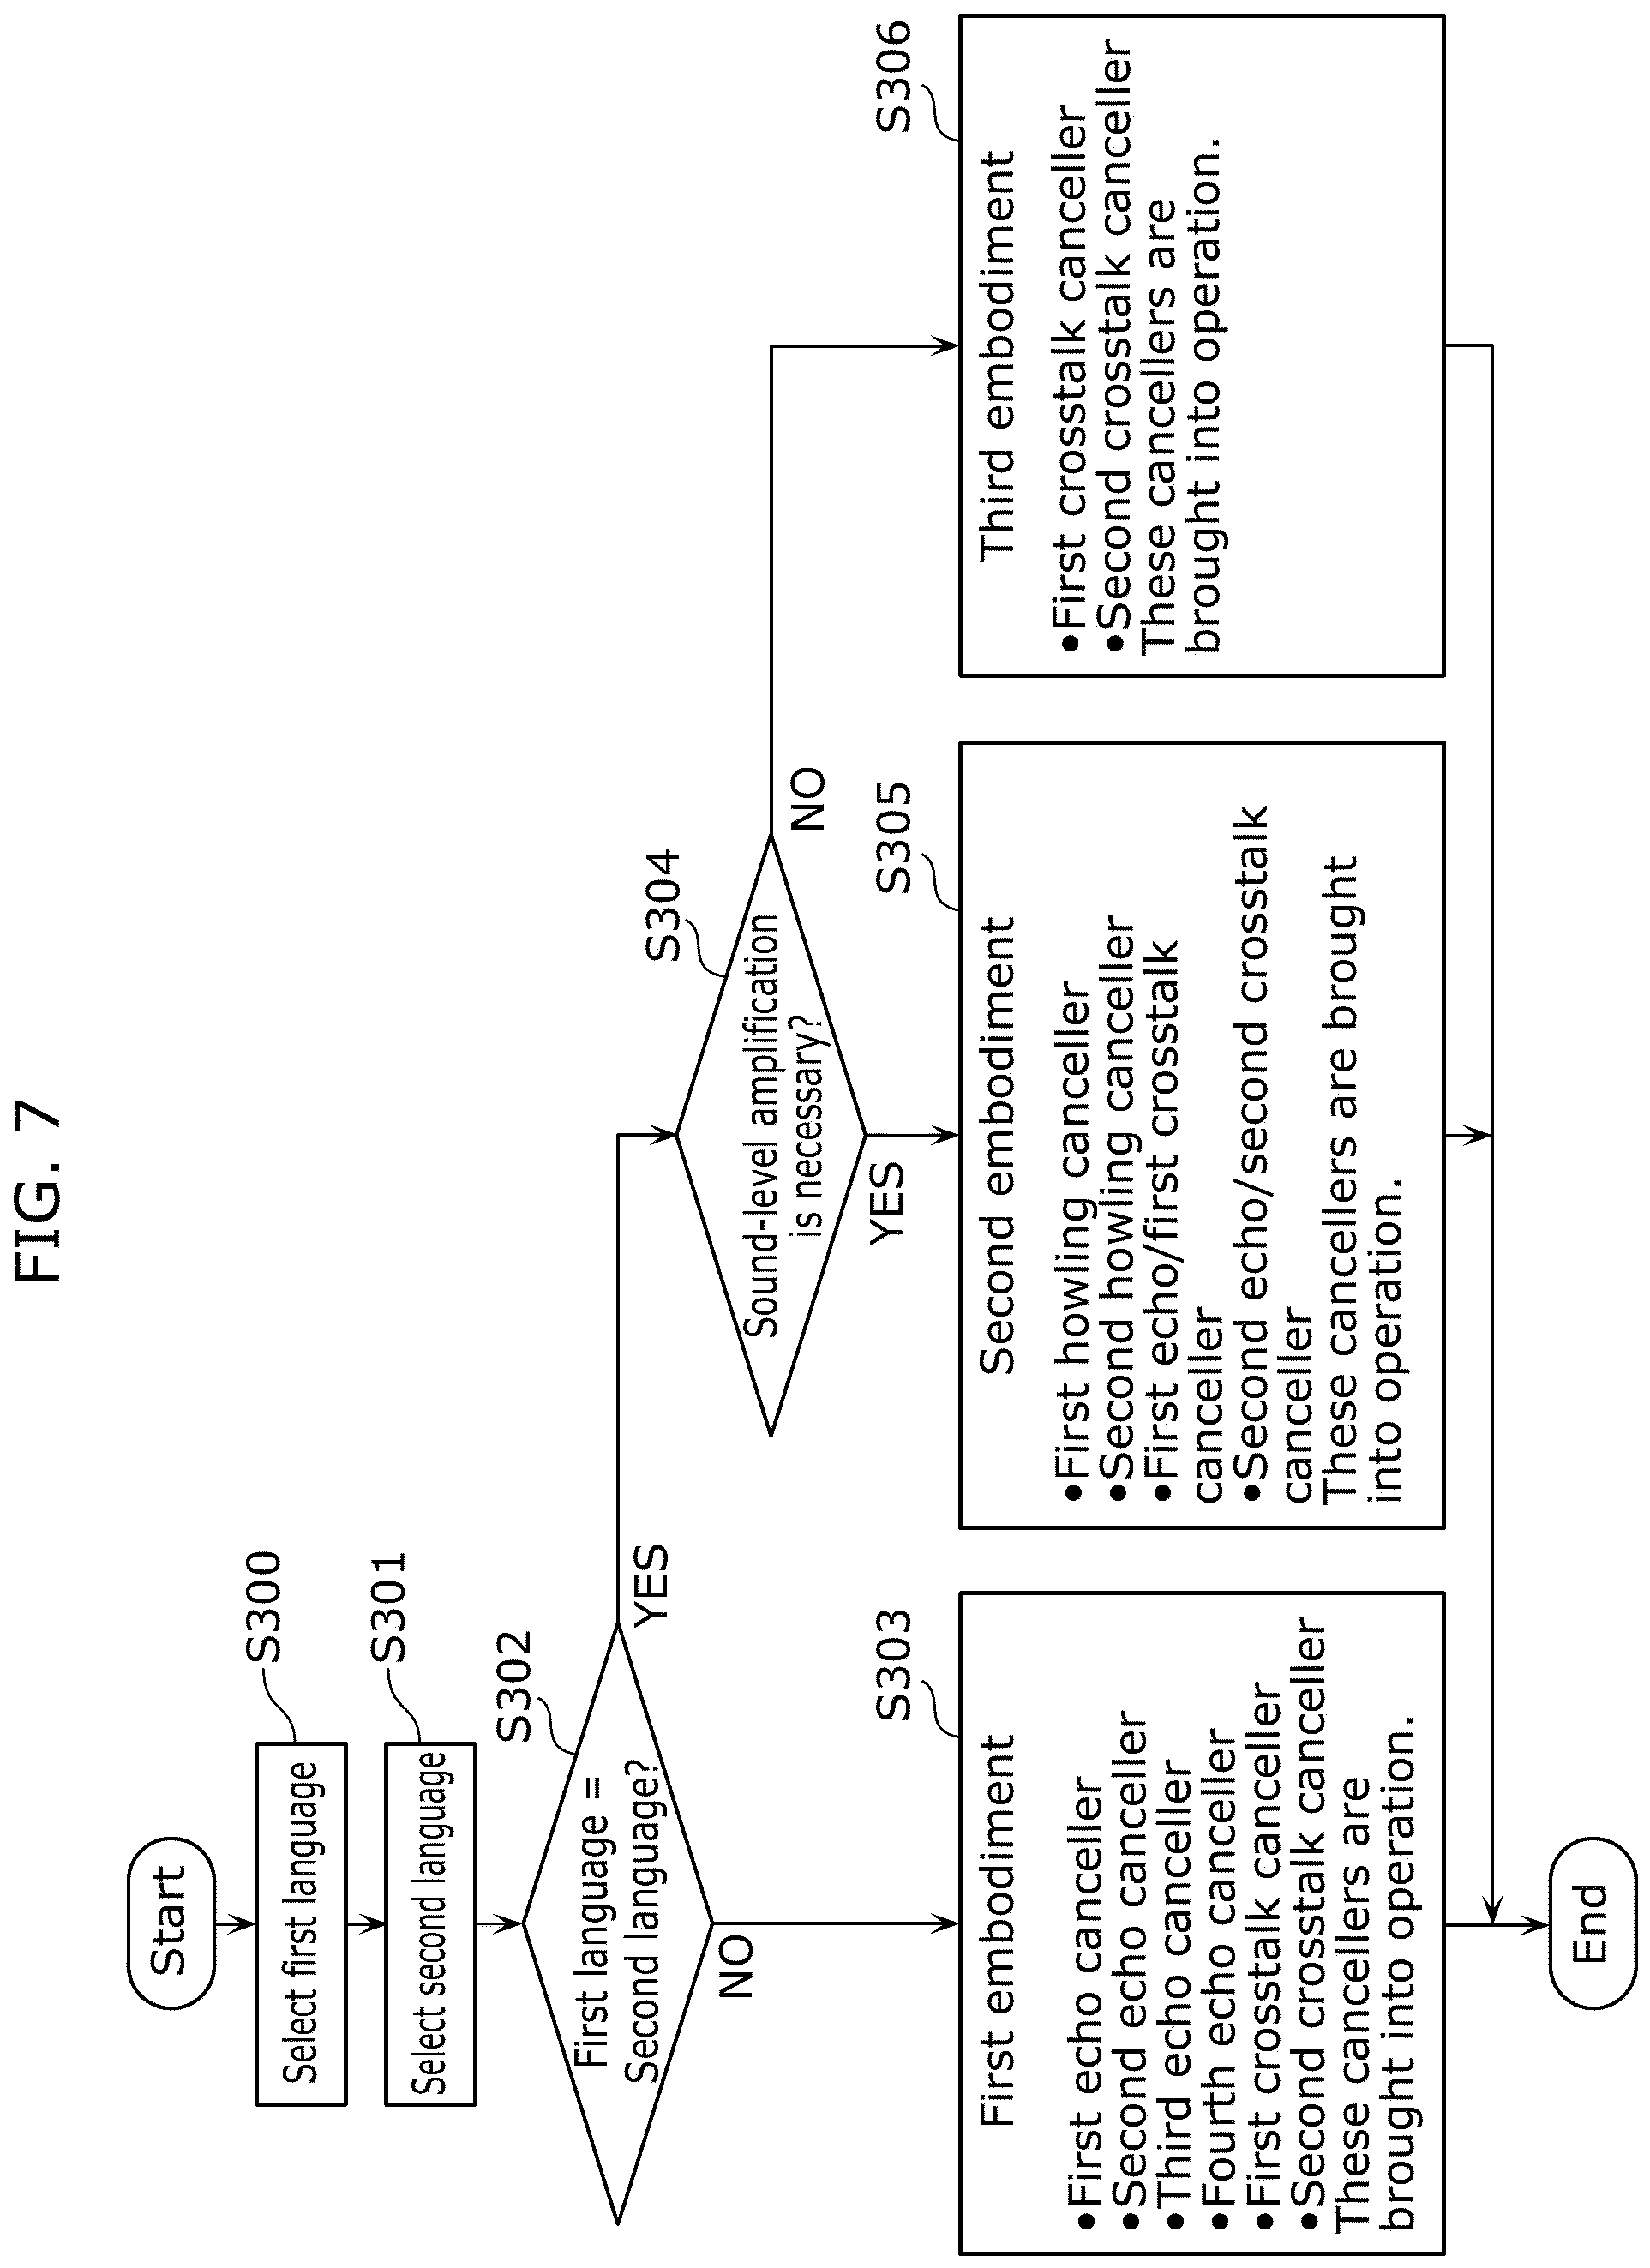 FIG. 7
Start
S300
Select first language
S301
Select second language
S302
First language =
Second language?
YES
NO
S304
Sound-level amplification
is necessary?
NO
YES
S303
First embodiment
•First echo canceller
•Second echo canceller
•Third echo canceller
•Fourth echo canceller
•First crosstalk canceller
•Second crosstalk canceller
These cancellers are
brought into operation.
S305
Second embodiment
•First howling canceller
•Second howling canceller
•First echo/first crosstalk
canceller
•Second echo/second crosstalk
canceller
These cancellers are brought
into operation.
S306
Third embodiment
•First crosstalk canceller
•Second crosstalk canceller
These cancellers are
brought into operation.
End